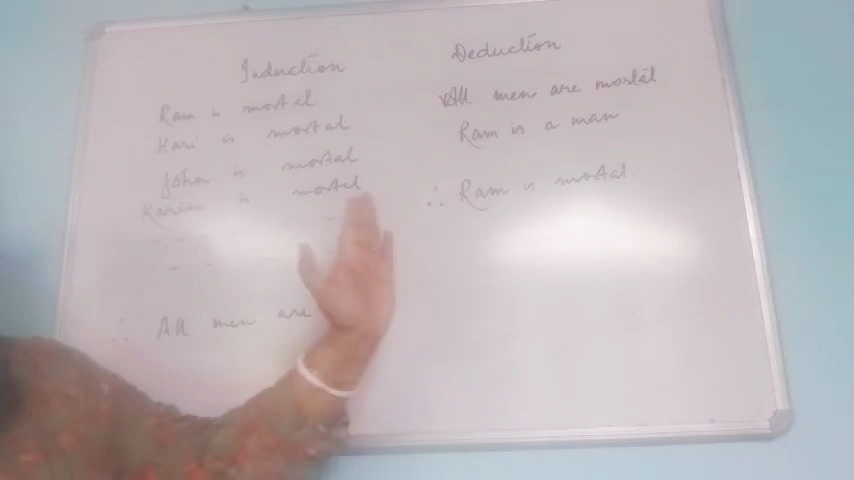 Induction
Ram is mortal
Hari is mortal
John is mortal
Karim is mortal
- - - -
∴ All men are
Deduction
All men are mortal
Ram is a man
∴ Ram is mortal.